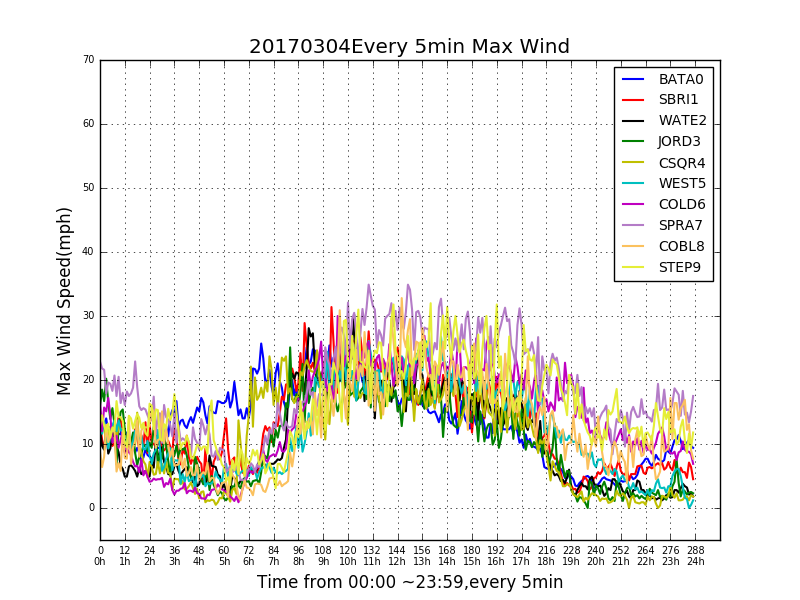 20170304Every 5min Max Wind
70
60
50
40
30
20
10
0
Max Wind Speed(mph)
BATA0
SBRI1
WATE2
JORD3
CSQR4
WEST5
COLD6
SPRA7
COBL8
STEP9
0 12 24 36 48 60 72 84 96 108 120 132 144 156 168 180 192 204 216 228 240 252 264 276 288
0h 1h 2h 3h 4h 5h 6h 7h 8h 9h 10h 11h 12h 13h 14h 15h 16h 17h 18h 19h 20h 21h 22h 23h 24h
Time from 00:00 ~23:59,every 5min